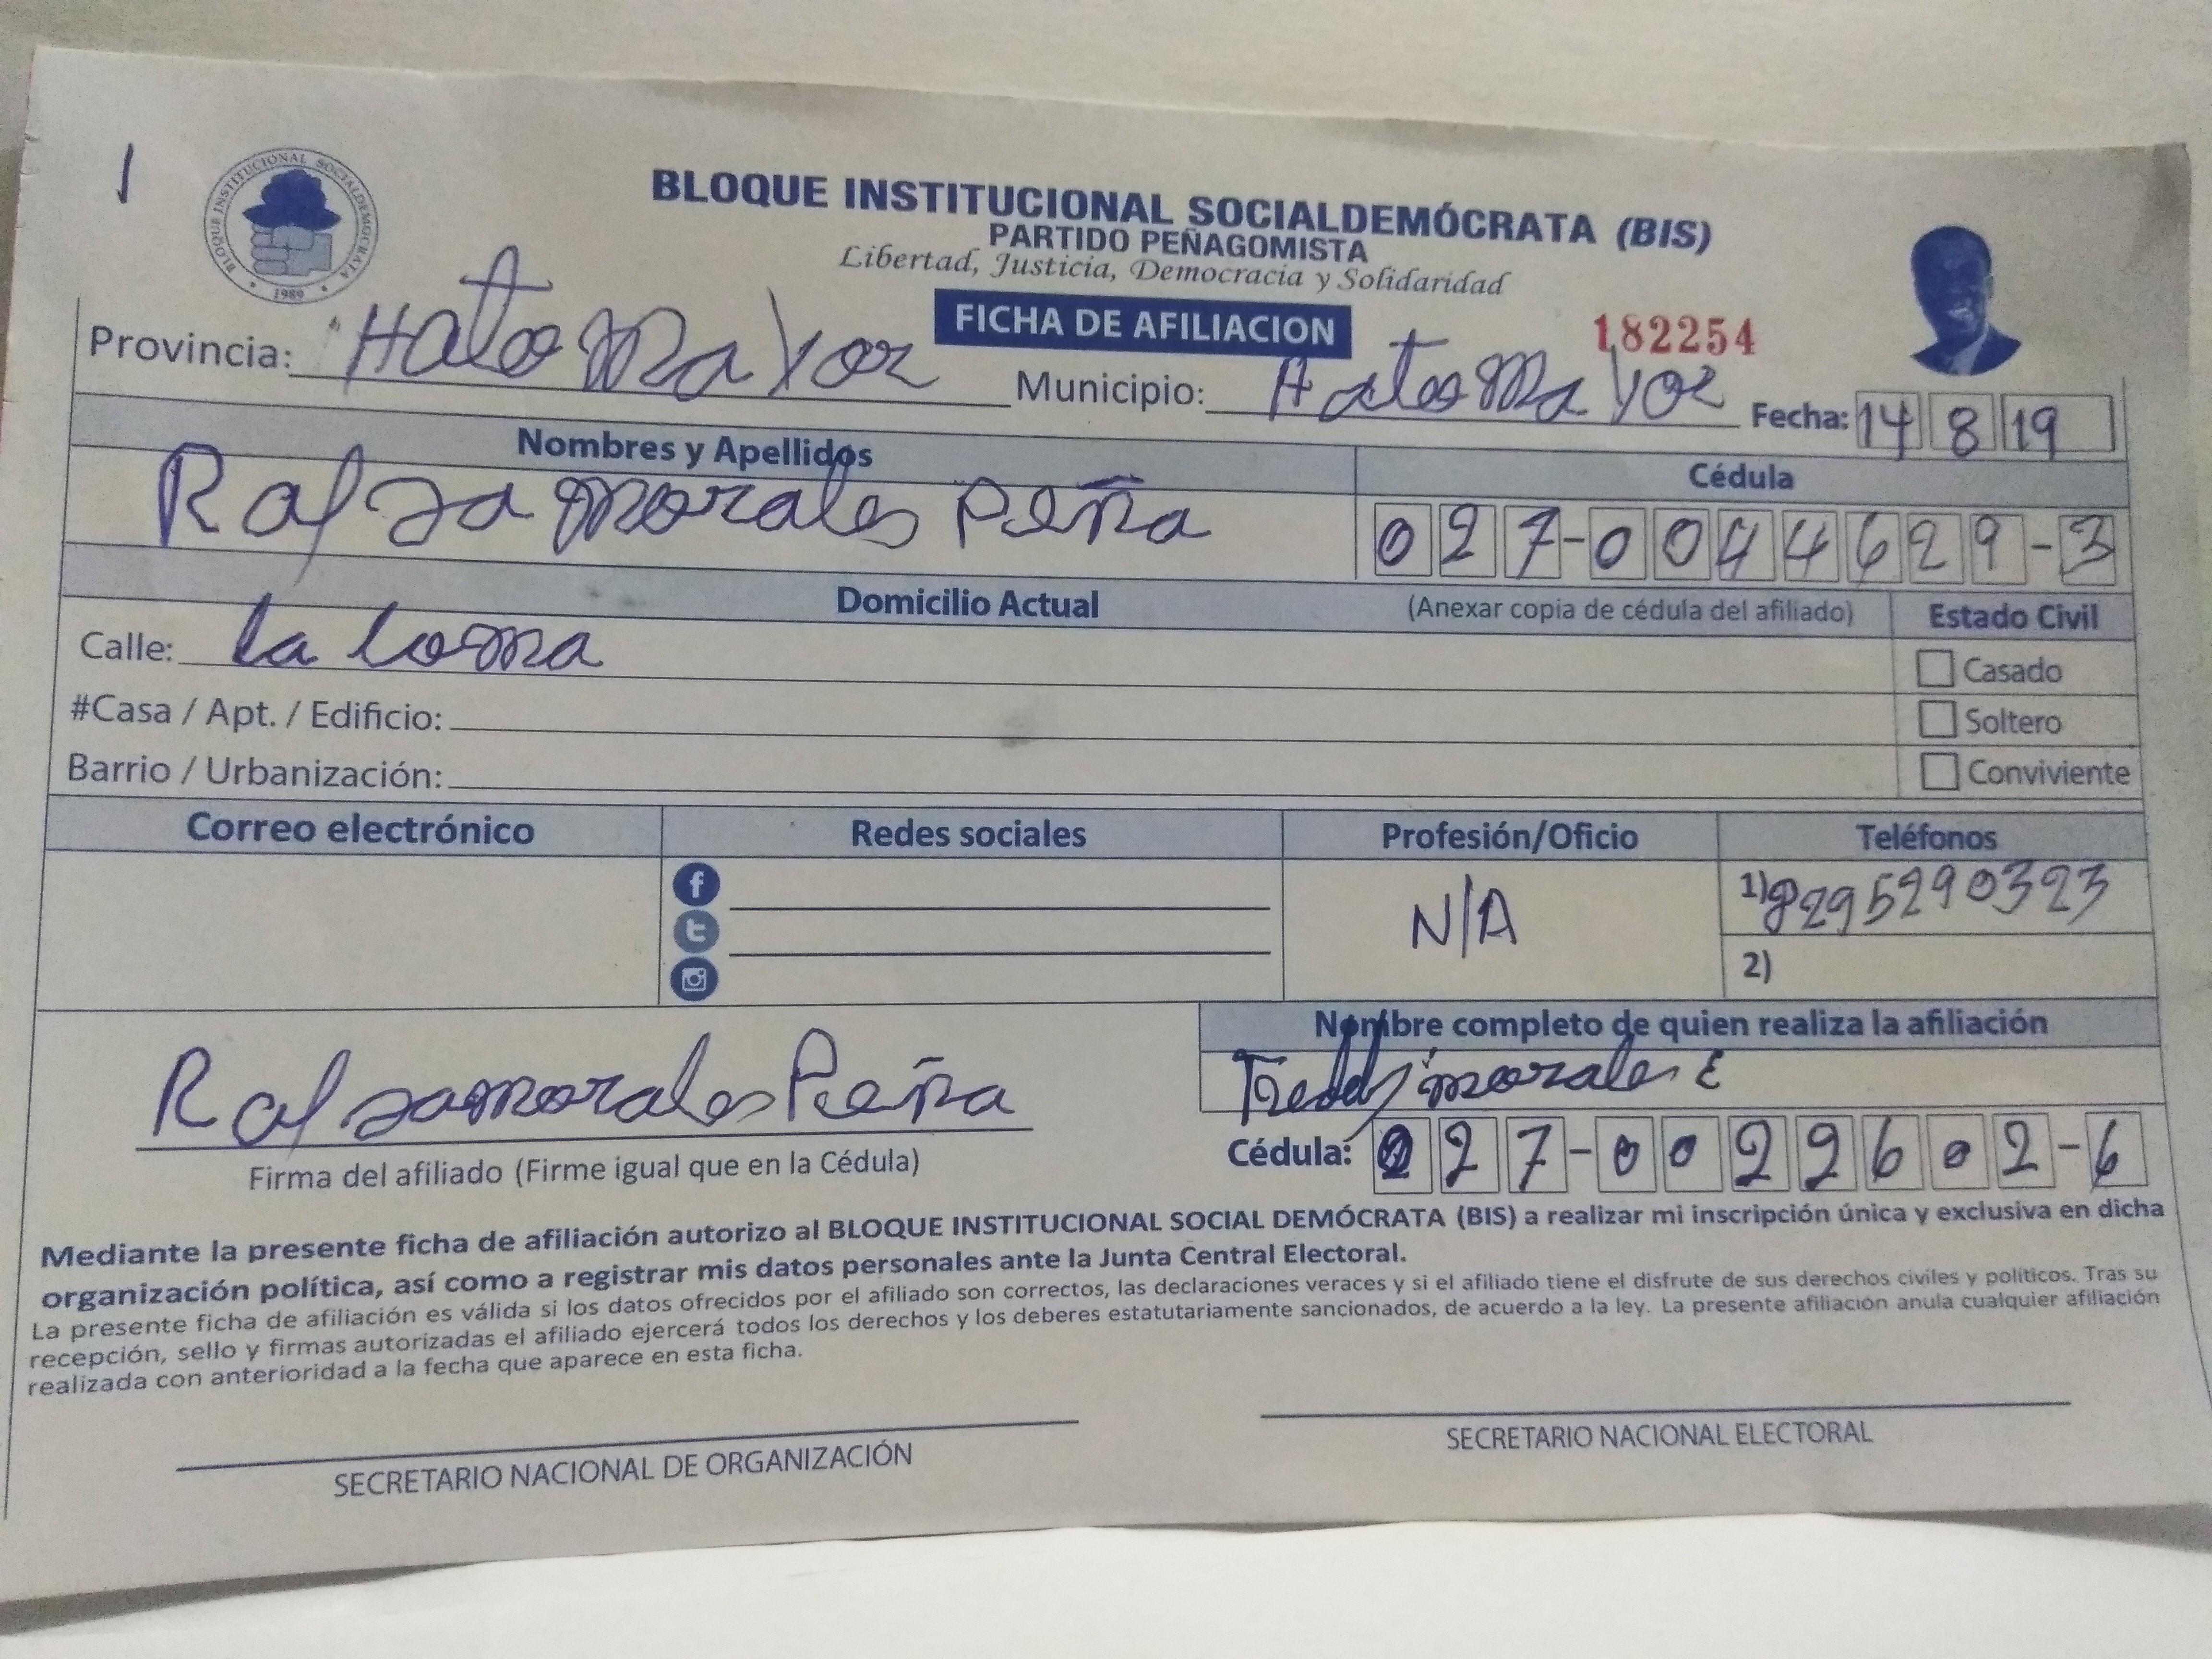 1
BLOQUE INSTITUCIONAL SOCIALDEMÓCRATA
1989
BLOQUE INSTITUCIONAL SOCIALDEMÓCRATA (BIS)
PARTIDO PEÑAGOMISTA
Libertad, Justicia, Democracia y Solidaridad
FICHA DE AFILIACION
182254
Provincia: Hato Mayor Municipio: Hato Mayor Fecha: 14 8 19
Nombres y Apellidos Cédula
morales Peña 027-0044629-3
Domicilio Actual (Anexar copia de cédula del afiliado) Estado Civil
Calle: la loma Casado
#Casa / Apt. / Edificio: Soltero
Barrio / Urbanización: Conviviente
Correo electrónico Redes sociales Profesión/Oficio Teléfonos
N/A 1) 8295290323
2)
Nombre completo de quien realiza la afiliación
morales Peña morales E
Firma del afiliado (Firme igual que en la Cédula) Cédula: 027-0022602-6
Mediante la presente ficha de afiliación autorizo al BLOQUE INSTITUCIONAL SOCIAL DEMÓCRATA (BIS) a realizar mi inscripción única y exclusiva en dicha
organización política, así como a registrar mis datos personales ante la Junta Central Electoral.
La presente ficha de afiliación es válida si los datos ofrecidos por el afiliado son correctos, las declaraciones veraces y si el afiliado tiene el disfrute de sus derechos civiles y políticos. Tras su
recepción, sello y firmas autorizadas el afiliado ejercerá todos los derechos y los deberes estatutariamente sancionados, de acuerdo a la ley. La presente afiliación anula cualquier afiliación
realizada con anterioridad a la fecha que aparece en esta ficha.
SECRETARIO NACIONAL DE ORGANIZACIÓN SECRETARIO NACIONAL ELECTORAL